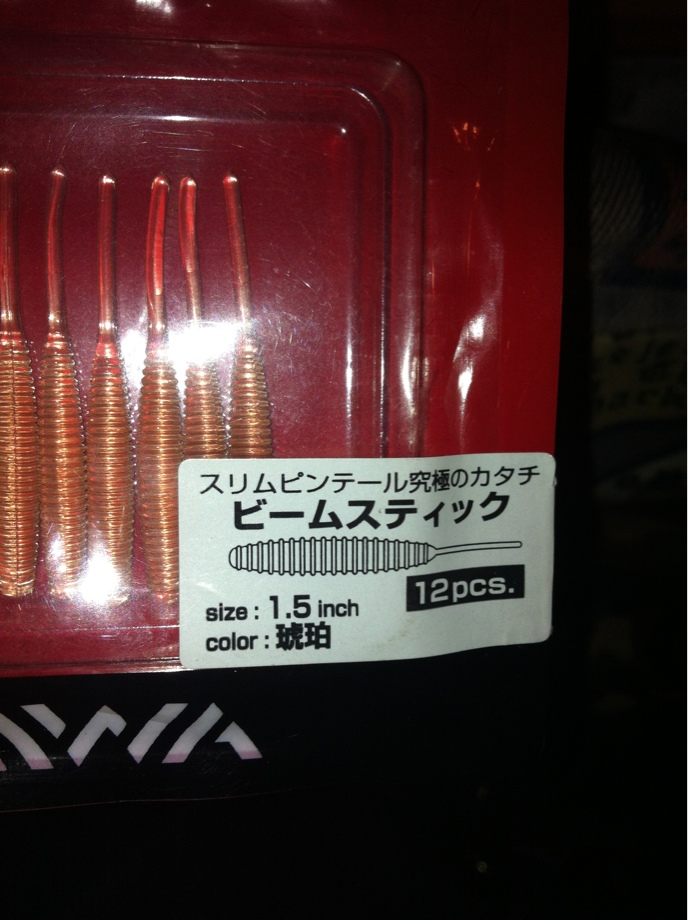 スリムピンテール究極のカタチ
ビームスティック
12pcs.
size : 1.5 inch
color : 琥珀